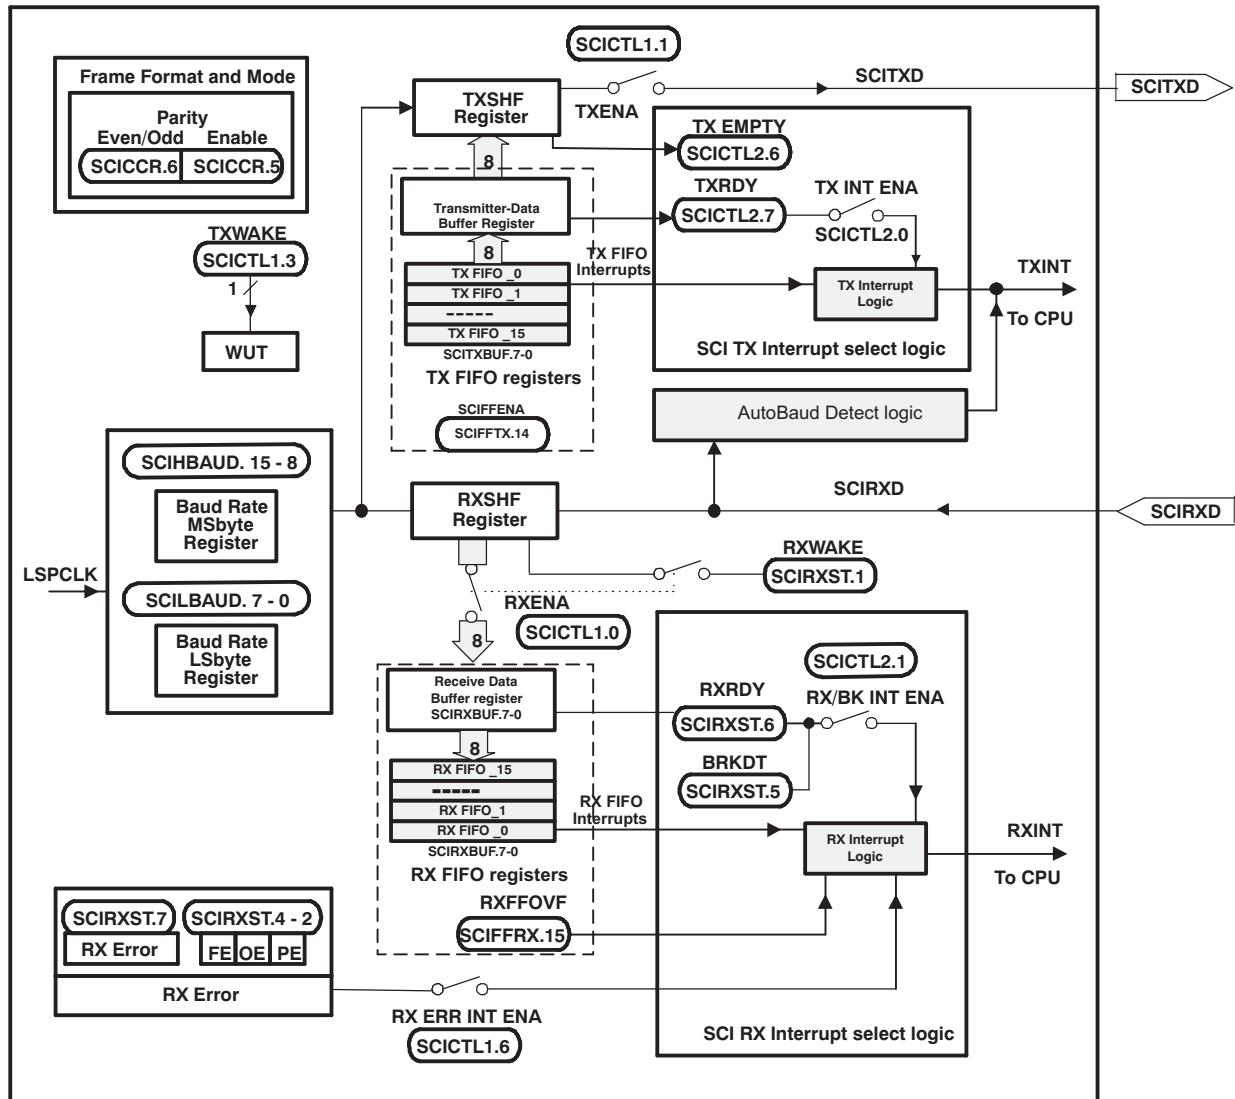 SCICTL1.1
Frame Format and Mode
Parity
Even/Odd Enable
SCICCR.6 SCICCR.5
TXSHF
Register
TXENA
SCITXD
SCITXD
TX EMPTY
SCICTL2.6
8
Transmitter-Data
Buffer Register
TXRDY
SCICTL2.7
TX INT ENA
SCICTL2.0
TXWAKE
SCICTL1.3
1
WUT
8
TX FIFO
Interrupts
TX FIFO _0
TX FIFO _1
-----
TX FIFO _15
SCITXBUF.7-0
TX FIFO registers
SCIFFENA
SCIFFTX.14
TX Interrupt
Logic
TXINT
To CPU
SCI TX Interrupt select logic
AutoBaud Detect logic
SCIHBAUD. 15 - 8
Baud Rate
MSbyte
Register
LSPCLK
SCILBAUD. 7 - 0
Baud Rate
LSbyte
Register
RXSHF
Register
SCIRXD
SCIRXD
RXWAKE
SCIRXST.1
RXENA
SCICTL1.0
8
Receive Data
Buffer register
SCIRXBUF.7-0
8
RX FIFO _15
-----
RX FIFO_1
RX FIFO _0
SCIRXBUF.7-0
RX FIFO registers
RX FIFO
Interrupts
SCICTL2.1
RXRDY
RX/BK INT ENA
SCIRXST.6
BRKDT
SCIRXST.5
RX Interrupt
Logic
RXINT
To CPU
RXFFOVF
SCIFFRX.15
SCIRXST.7
SCIRXST.4 - 2
RX Error
FE OE PE
RX Error
RX ERR INT ENA
SCICTL1.6
SCI RX Interrupt select logic